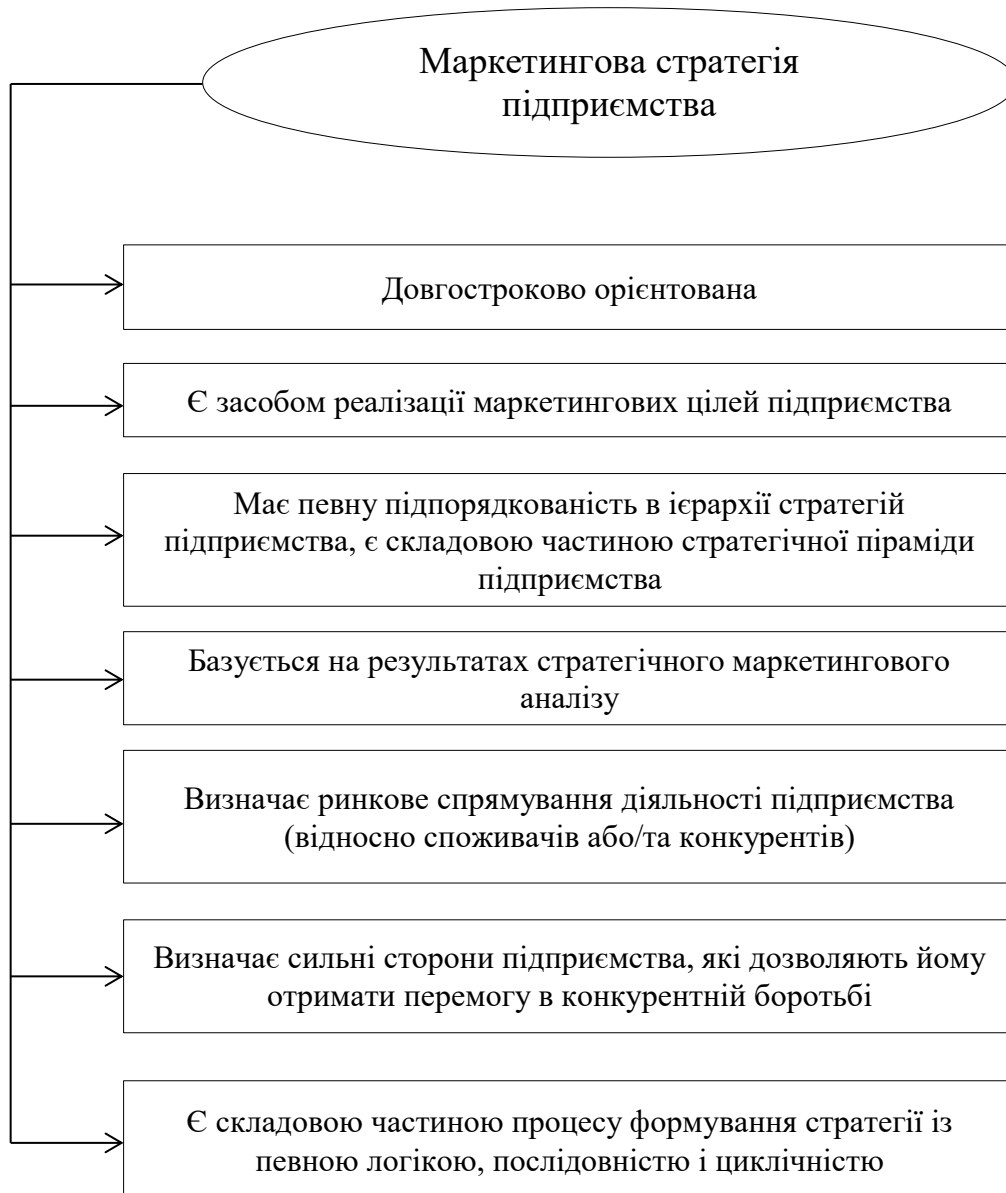 Маркетингова стратегія
підприємства
Довгостроково орієнтована
Є засобом реалізації маркетингових цілей підприємства
Має певну підпорядкованість в ієрархії стратегій
підприємства, є складовою частиною стратегічної піраміди
підприємства
Базується на результатах стратегічного маркетингового
аналізу
Визначає ринкове спрямування діяльності підприємства
(відносно споживачів або/та конкурентів)
Визначає сильні сторони підприємства, які дозволяють йому
отримати перемогу в конкурентній боротьбі
Є складовою частиною процесу формування стратегії із
певною логікою, послідовністю і циклічністю